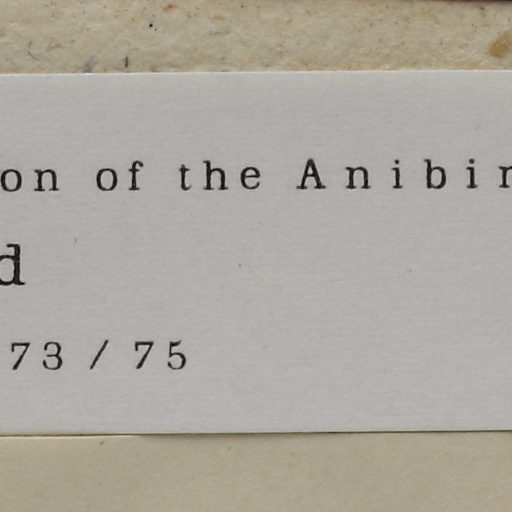 on of the Anibin
d
73 / 75